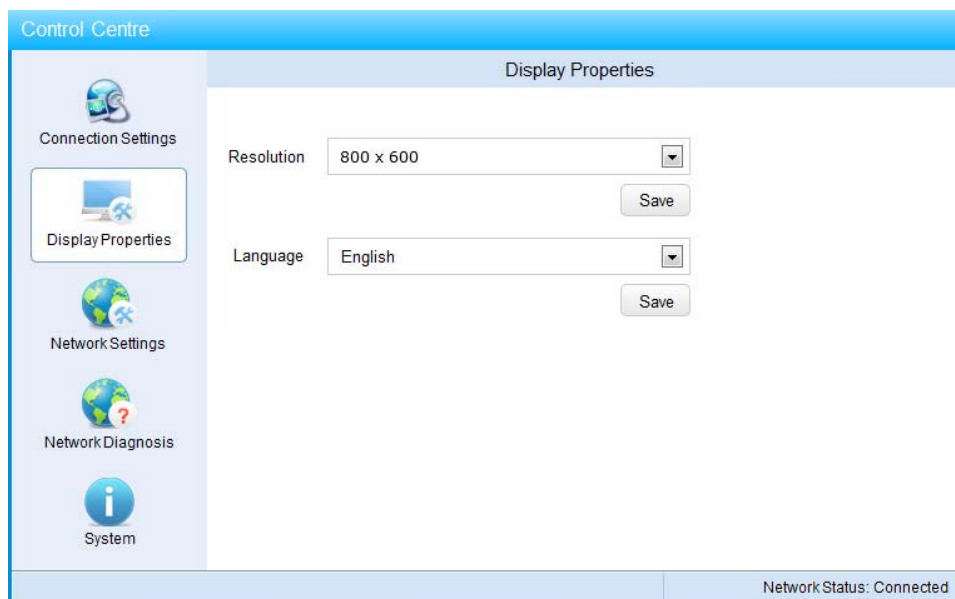 Control Centre
Display Properties
Connection Settings
Display Properties
Network Settings
Network Diagnosis
System
Resolution 800 x 600
Save
Language English
Save
Network Status: Connected